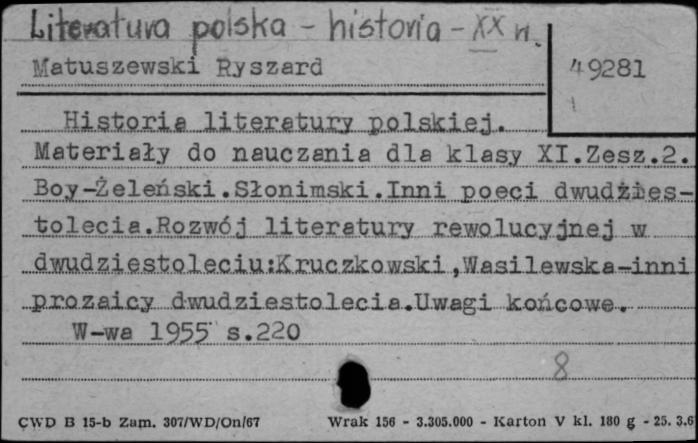 Literatura polska - historia - XX w.
Matuszewski Ryszard
49281
Historia literatury polskiej.
Materiały do nauczania dla klasy XI.Zesz.2.
Boy-Żeleński.Słonimski.Inni poeci dwudzies-
tolecia.Rozwój literatury rewolucyjnej w
dwudziestoleciu:Kruczkowski,Wasilewska-inni
prozaicy dwudziestolecia.Uwagi końcowe.
W-wa 1955 s.220
8
CWD B 15-b Zam. 307/WD/On/67 Wrak 156 - 3.305.000 - Karton V kl. 180 g - 25. 3.6